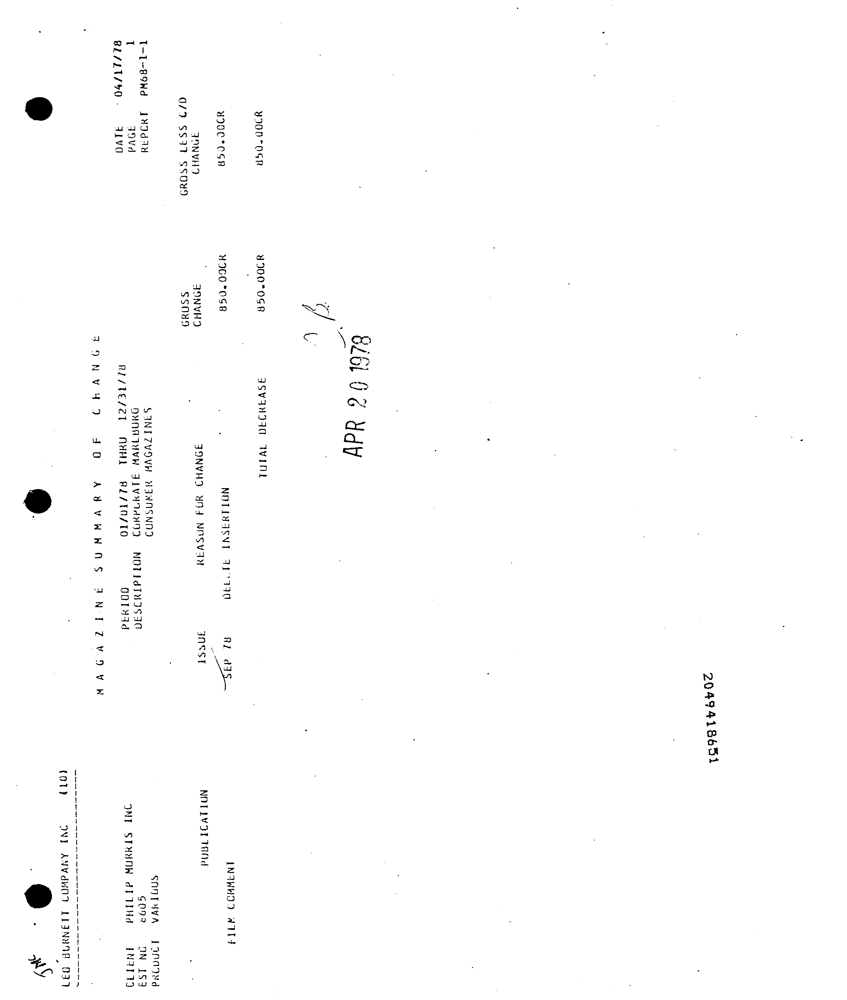 LEO BURNETT COMPANY INC (10)
MAGAZINE SUMMARY OF CHANGE
DATE 04/17/78
PAGE 1
REPORT PM68-1-1
CLIENT PHILIP MORRIS INC PERIOD 01/01/78 THRU 12/31/78
EST NO 8605 DESCRIPTION CORPORATE MARLBORO
PRODUCT VARIOUS CONSUMER MAGAZINES
GROSS GROSS LESS C/D
PUBLICATION ISSUE REASON FOR CHANGE CHANGE CHANGE
FILM COMMENT SEP 78 DELETE INSERTION 850.00CR 850.00CR
TOTAL DECREASE 850.00CR 850.00CR
APR 20 1978
2049418651